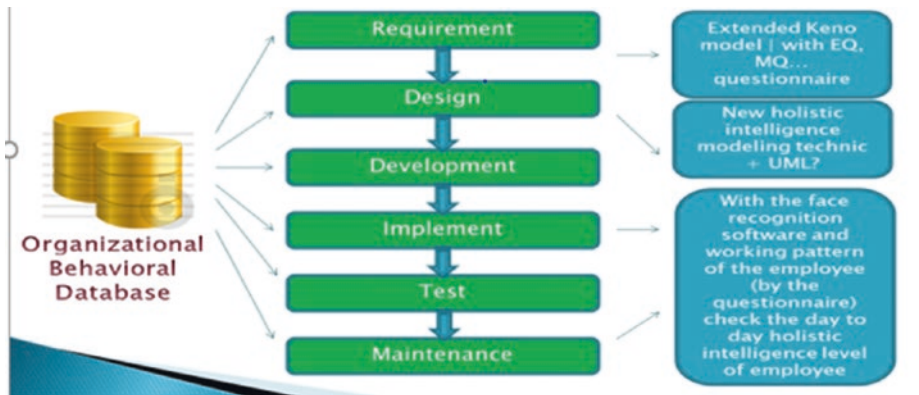 Organizational
Behavioral
Database
Requirement
Design
Development
Implement
Test
Maintenance
Extended Keno
model | with EQ,
MQ...
questionnaire
New holistic
intelligence
modeling technic
+ UML?
With the face
recognition
software and
working pattern
of the employee
(by the
questionnaire)
check the day to
day holistic
intelligence level
of employee